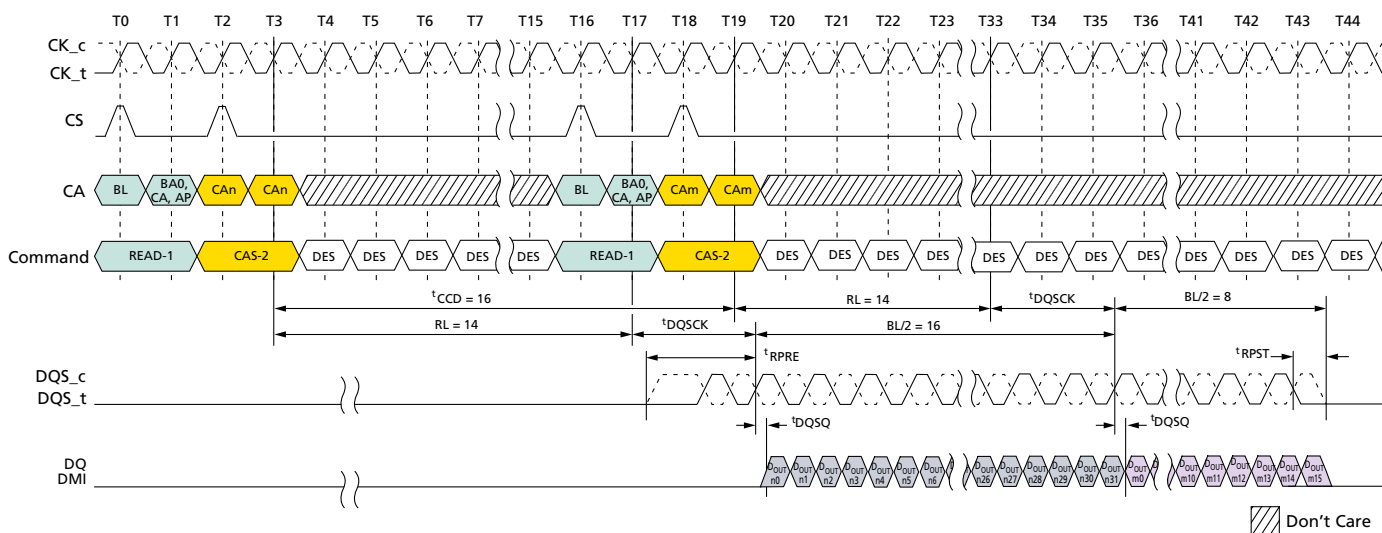 T0 T1 T2 T3 T4 T5 T6 T7 T15 T16 T17 T18 T19 T20 T21 T22 T23 T33 T34 T35 T36 T41 T42 T43 T44
CK_c
CK_t
CS
CA BL BA0, CA, AP CAn CAn BL BA0, CA, AP CAm CAm
Command READ-1 CAS-2 DES DES DES DES DES READ-1 CAS-2 DES DES DES DES DES DES DES DES DES DES DES DES
tCCD = 16 RL = 14 tDQSCK BL/2 = 8
RL = 14 tDQSCK BL/2 = 16
tRPRE tRPST
DQS_c
DQS_t
tDQSQ tDQSQ
DQ
DMI
DOUT n0 DOUT n1 DOUT n2 DOUT n3 DOUT n4 DOUT n5 DOUT n6 DOUT n26 DOUT n27 DOUT n28 DOUT n29 DOUT n30 DOUT n31 DOUT m0 DOUT m10 DOUT m11 DOUT m12 DOUT m13 DOUT m14 DOUT m15
Don't Care